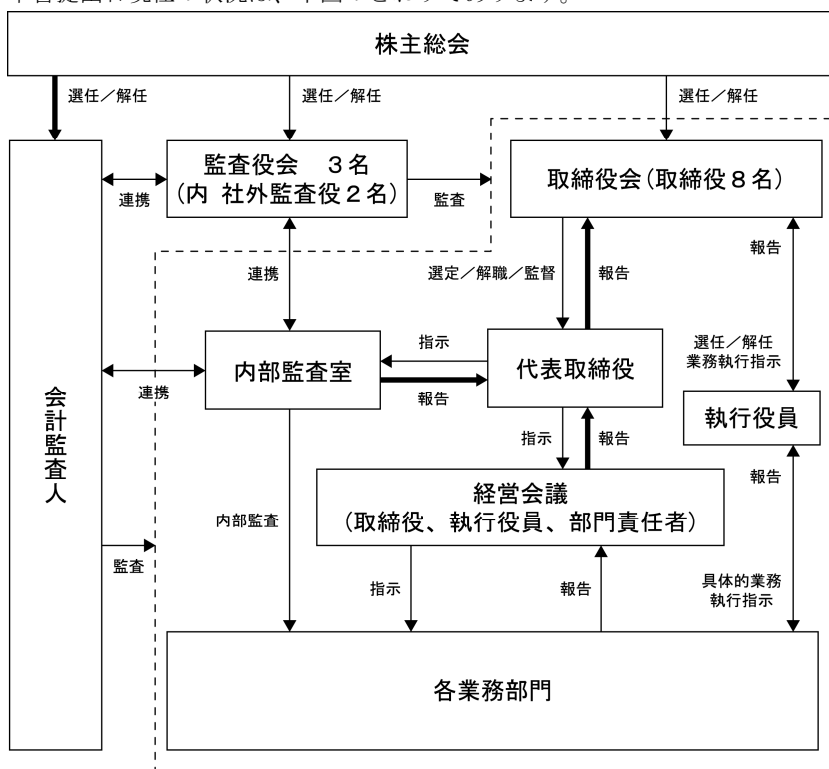 株主総会
選任／解任
選任／解任
選任／解任
監査役会　3名
(内 社外監査役2名)
取締役会(取締役8名)
連携
監査
報告
連携
選定／解職／監督
報告
指示
内部監査室
代表取締役
選任／解任
業務執行指示
連携
報告
執行役員
会計監査人
指示
報告
報告
経営会議
(取締役、執行役員、部門責任者)
内部監査
監査
指示
報告
具体的業務
執行指示
各業務部門